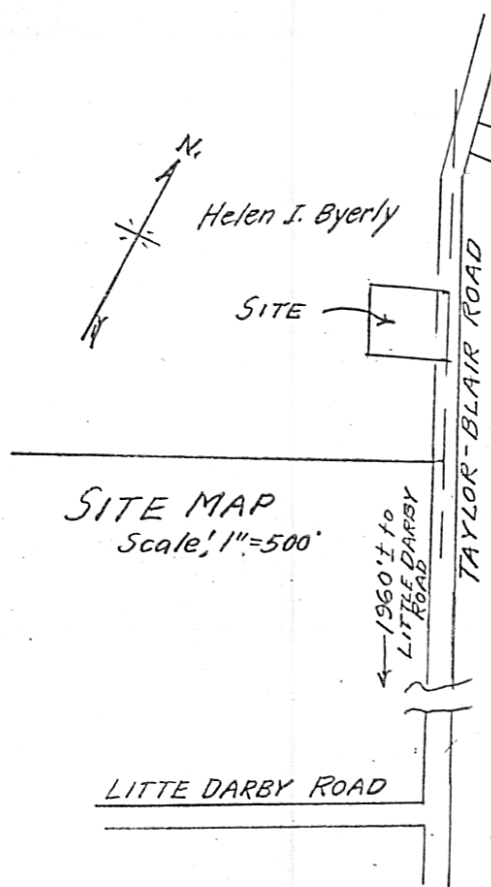 N.
Helen I. Byerly
SITE
TAYLOR-BLAIR ROAD
SITE MAP
Scale: 1"=500'
1960'± to
LITTLE DARBY
ROAD
LITTE DARBY ROAD